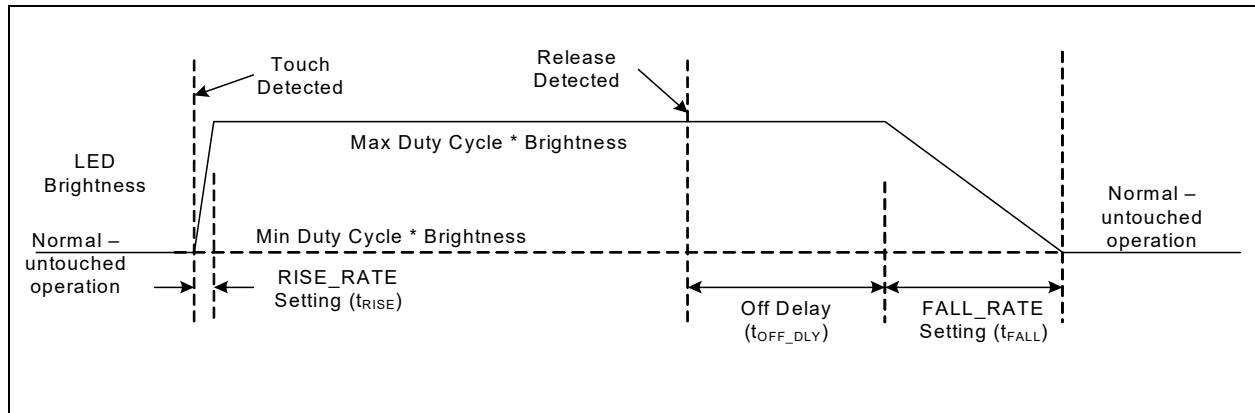 Touch
Detected
Release
Detected
Max Duty Cycle * Brightness
LED
Brightness
Normal –
untouched
operation
Min Duty Cycle * Brightness
RISE_RATE
Setting (tRISE)
Off Delay
(tOFF_DLY)
FALL_RATE
Setting (tFALL)
Normal –
untouched
operation